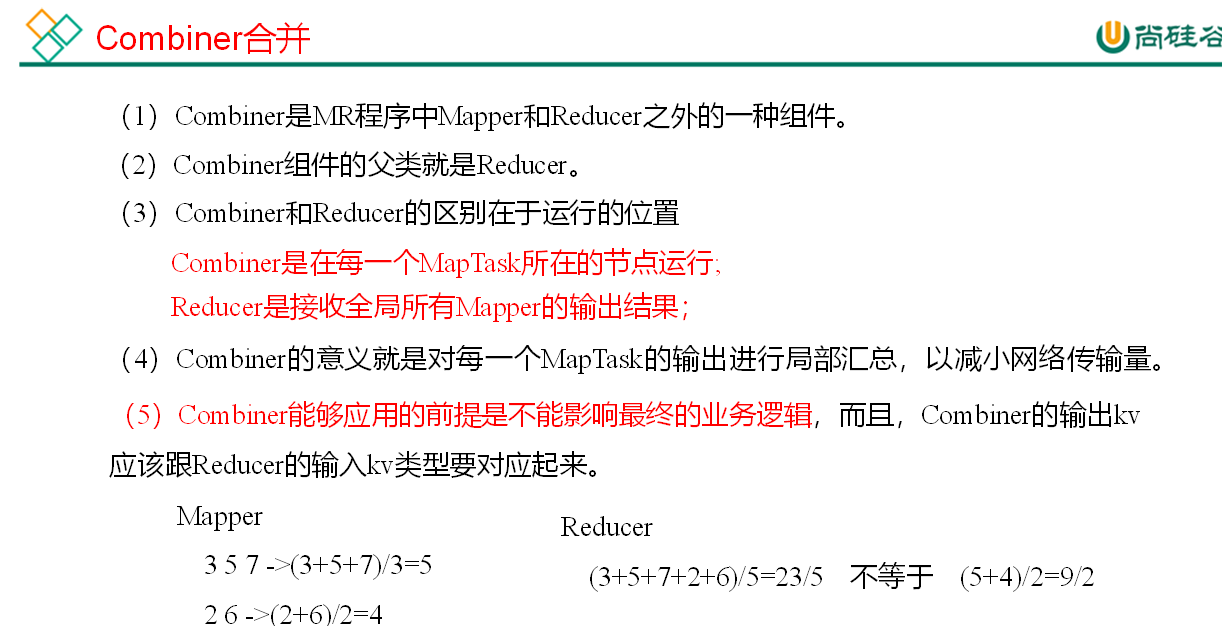 Combiner合并
尚硅谷
（1）Combiner是MR程序中Mapper和Reducer之外的一种组件。
（2）Combiner组件的父类就是Reducer。
（3）Combiner和Reducer的区别在于运行的位置
Combiner是在每一个MapTask所在的节点运行;
Reducer是接收全局所有Mapper的输出结果；
（4）Combiner的意义就是对每一个MapTask的输出进行局部汇总，以减小网络传输量。
（5）Combiner能够应用的前提是不能影响最终的业务逻辑，而且，Combiner的输出kv
应该跟Reducer的输入kv类型要对应起来。
Mapper
3 5 7 ->(3+5+7)/3=5
2 6 ->(2+6)/2=4
Reducer
(3+5+7+2+6)/5=23/5 不等于 (5+4)/2=9/2